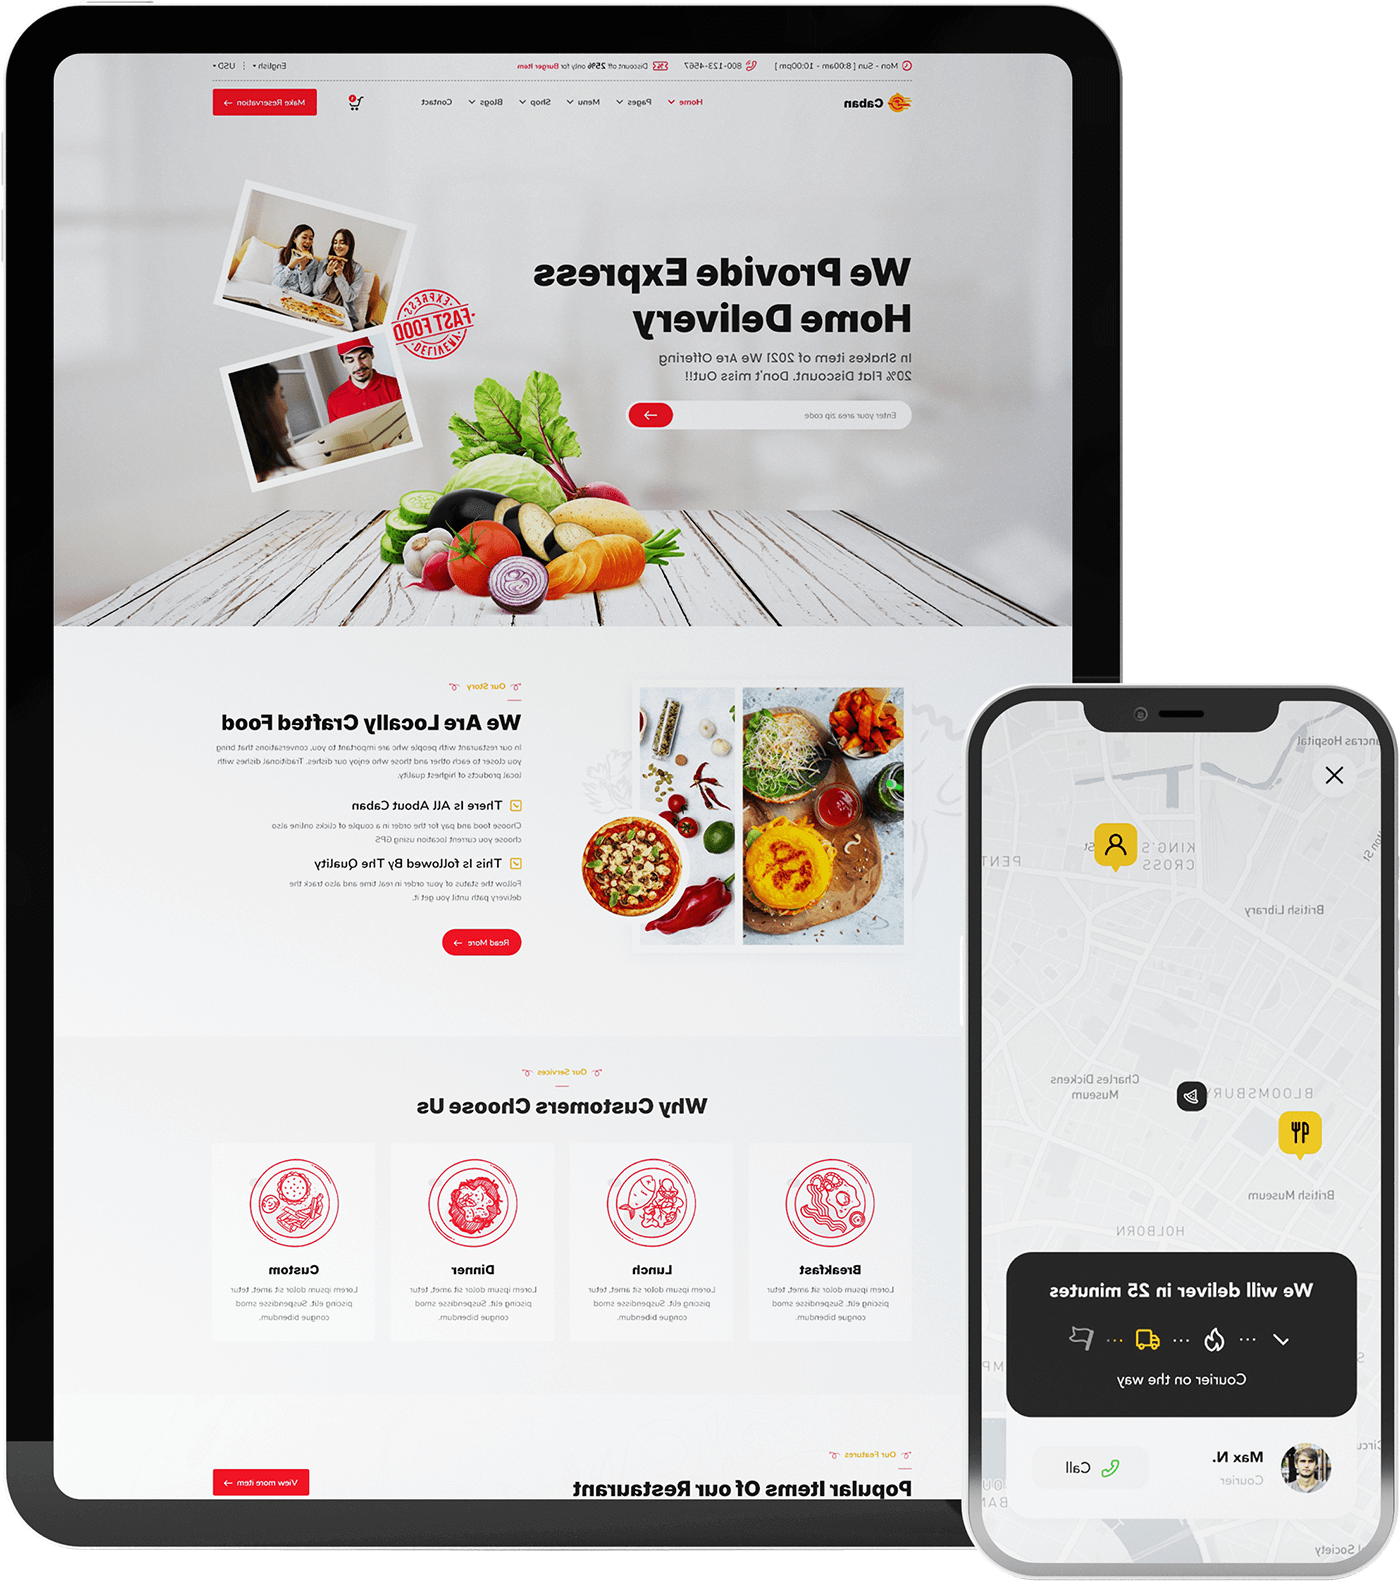 Mon - Sun [ 8:00am - 10:00pm ]
800-123-4567
Discount off 25% only for Burger Item
English
USD
Caban
Home
Pages
Menu
Shop
Blogs
Contact
Make Reservation
We Provide Express
Home Delivery
In Shakes item of 2021 We Are Offering
20% Flat Discount. Don't miss Out!!
Enter your area zip code
EXPRESS
FAST FOOD
DELIVERY
Our Story
We Are Locally Crafted Food
In our restaurant with people who are important to you, conversations that bring
you closer to each other and those who enjoy our dishes. Traditional dishes with
local products of highest quality.
There Is All About Caban
Choose food and pay for the order in a couple of clicks online also
choose you current location using GPS
This Is followed By The Quality
Follow the status of your order in real time and also track the
delivery path until you get it.
Read More
Our Services
Why Customers Choose Us
Breakfast
Lorem ipsum dolor sit amet, tetur
piscing elit. Suspendisse smod
congue bibendum.
Lunch
Lorem ipsum dolor sit amet, tetur
piscing elit. Suspendisse smod
congue bibendum.
Dinner
Lorem ipsum dolor sit amet, tetur
piscing elit. Suspendisse smod
congue bibendum.
Custom
Lorem ipsum dolor sit amet, tetur
piscing elit. Suspendisse smod
congue bibendum.
Our Features
Popular Items Of our Restaurant
View more item
ancras Hospital
KING'S
CROSS
PENT
British Library
Charles Dickens
Museum
BLOOMSBURY
British Museum
HOLBORN
We will deliver in 25 minutes
Courier on the way
Max N.
Courier
Call
l Society